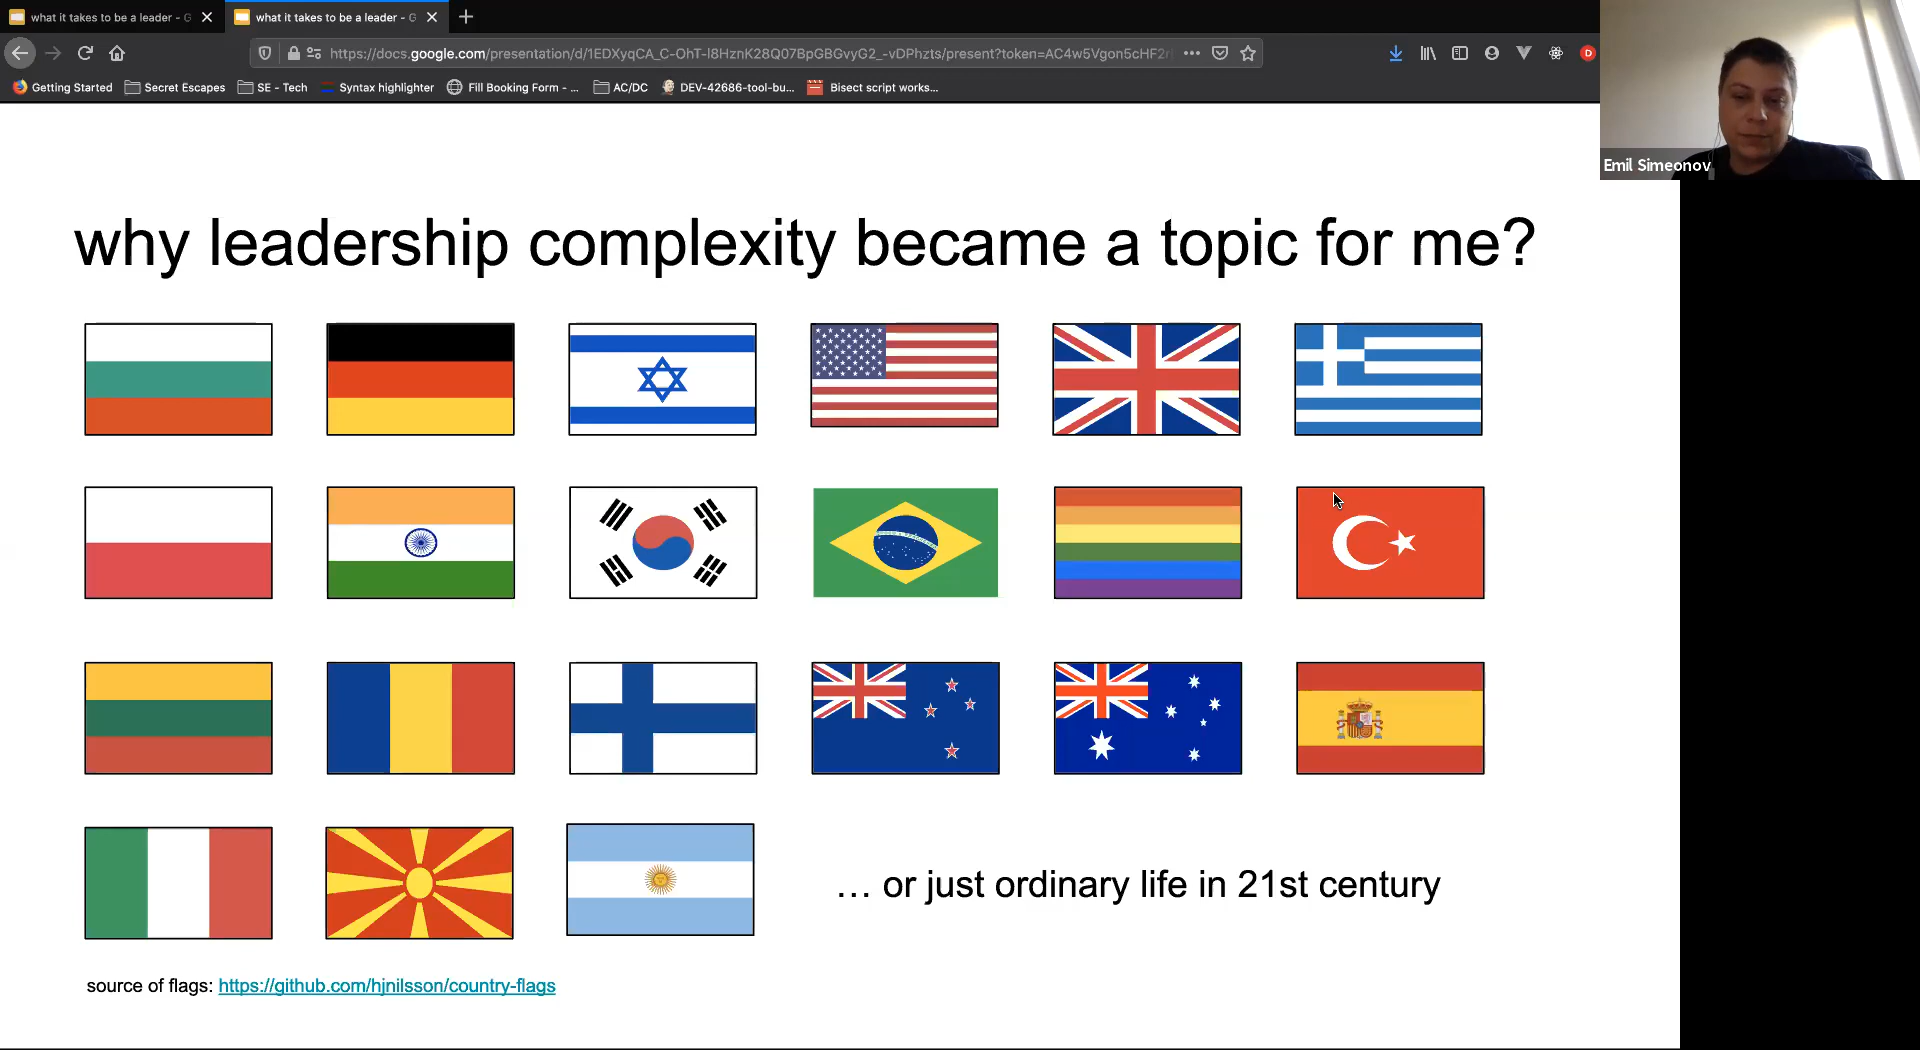 what it takes to be a leader - G
what it takes to be a leader - G
https://docs.google.com/presentation/d/1EDXyqCA_C-OhT-I8HznK28Q07BpGBGvyG2_-vDPhzts/present?token=AC4w5Vgon5cHF2
Getting Started
Secret Escapes
SE - Tech
Syntax highlighter
Fill Booking Form - ...
AC/DC
DEV-42686-tool-bu...
Bisect script works...
D
Emil Simeonov
why leadership complexity became a topic for me?
... or just ordinary life in 21st century
source of flags: https://github.com/hjnilsson/country-flags